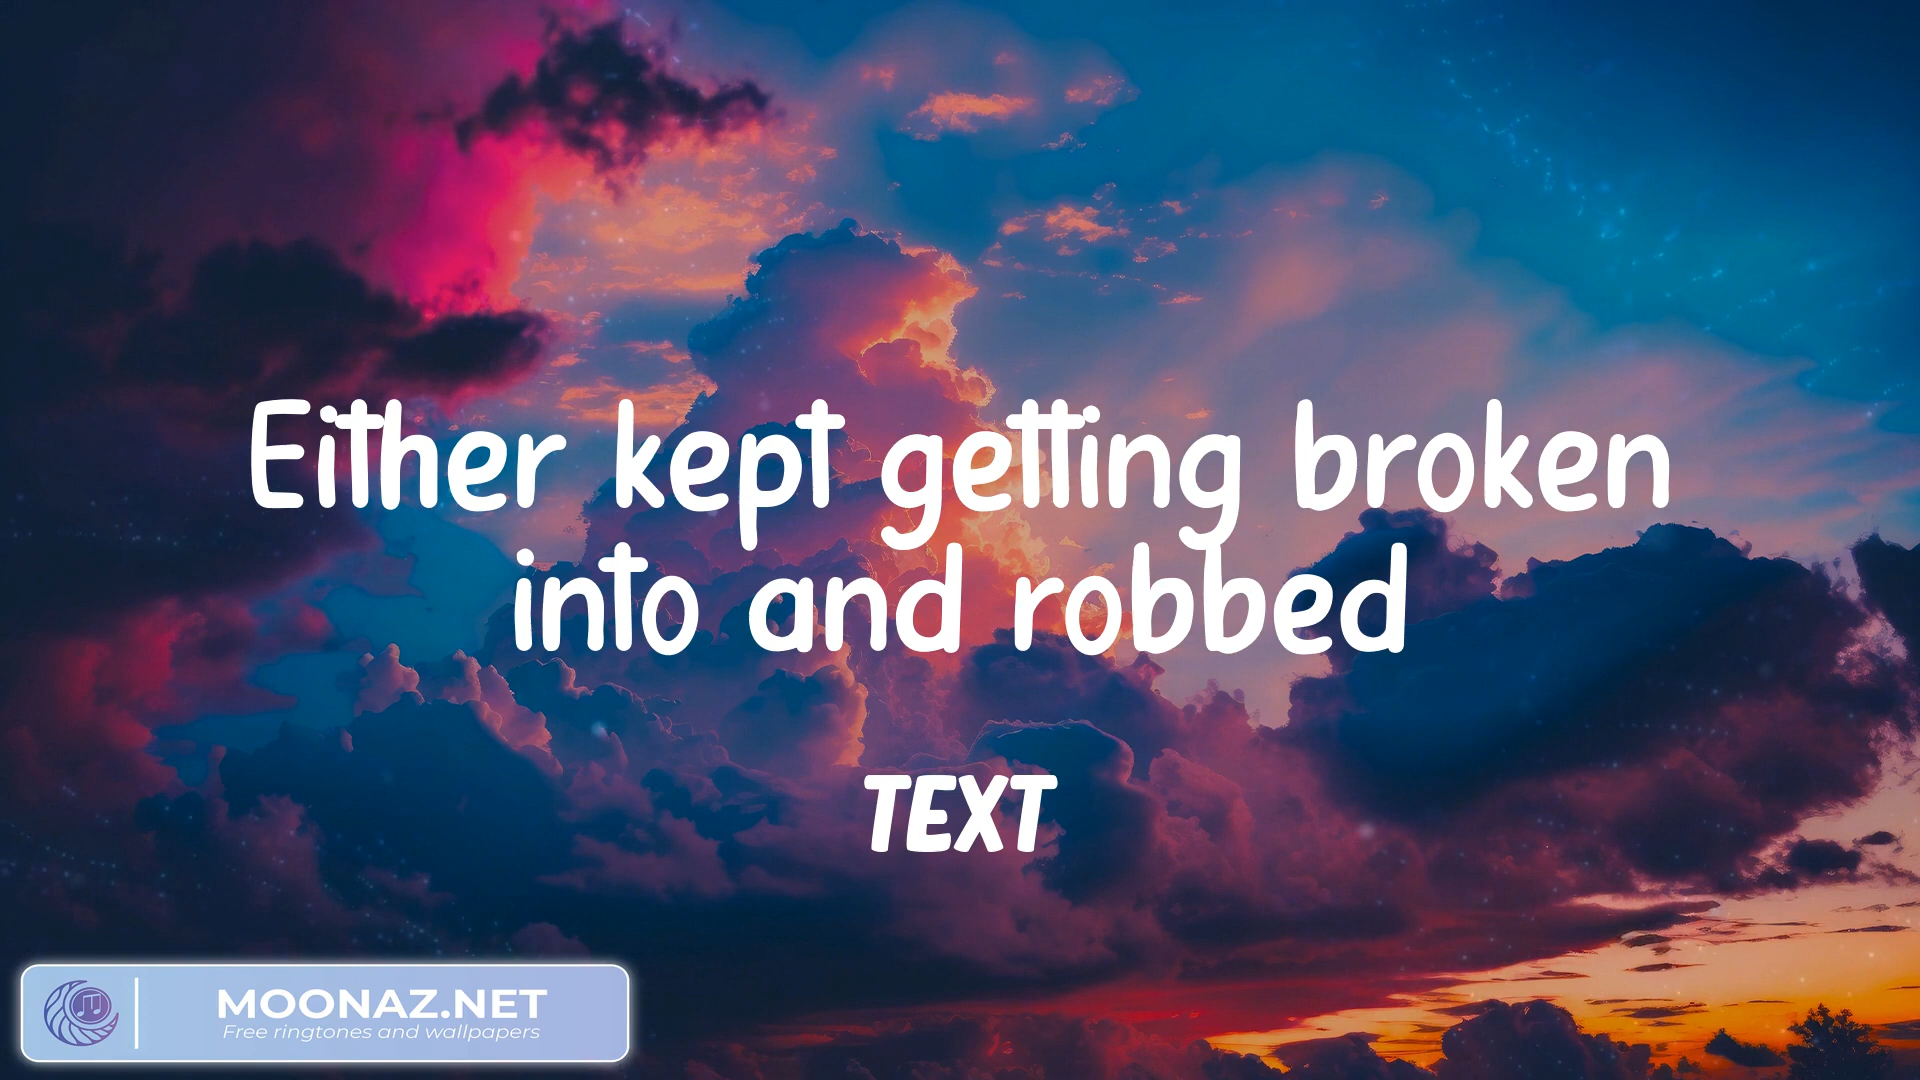 Either kept getting broken
into and robbed
TEXT
MOONAZ.NET
Free ringtones and wallpapers